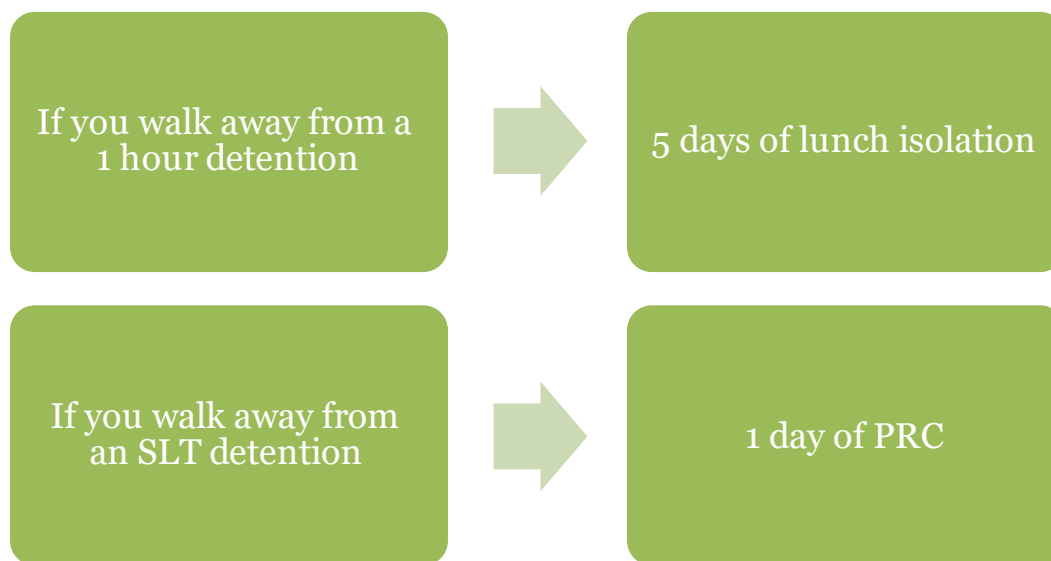 If you walk away from a
1 hour detention
5 days of lunch isolation
If you walk away from
an SLT detention
1 day of PRC